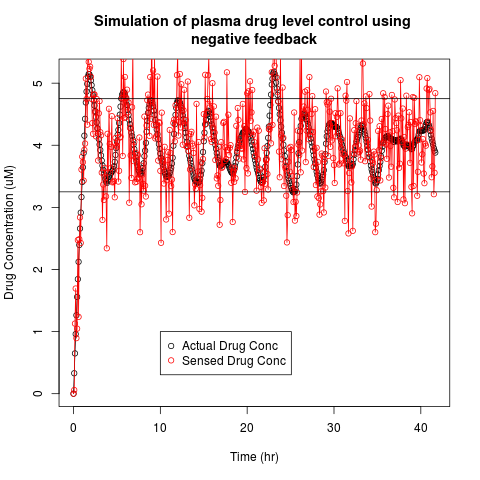 Simulation of plasma drug level control using
negative feedback
Drug Concentration (uM)
5
4
3
2
1
0
Actual Drug Conc
Sensed Drug Conc
0 10 20 30 40
Time (hr)